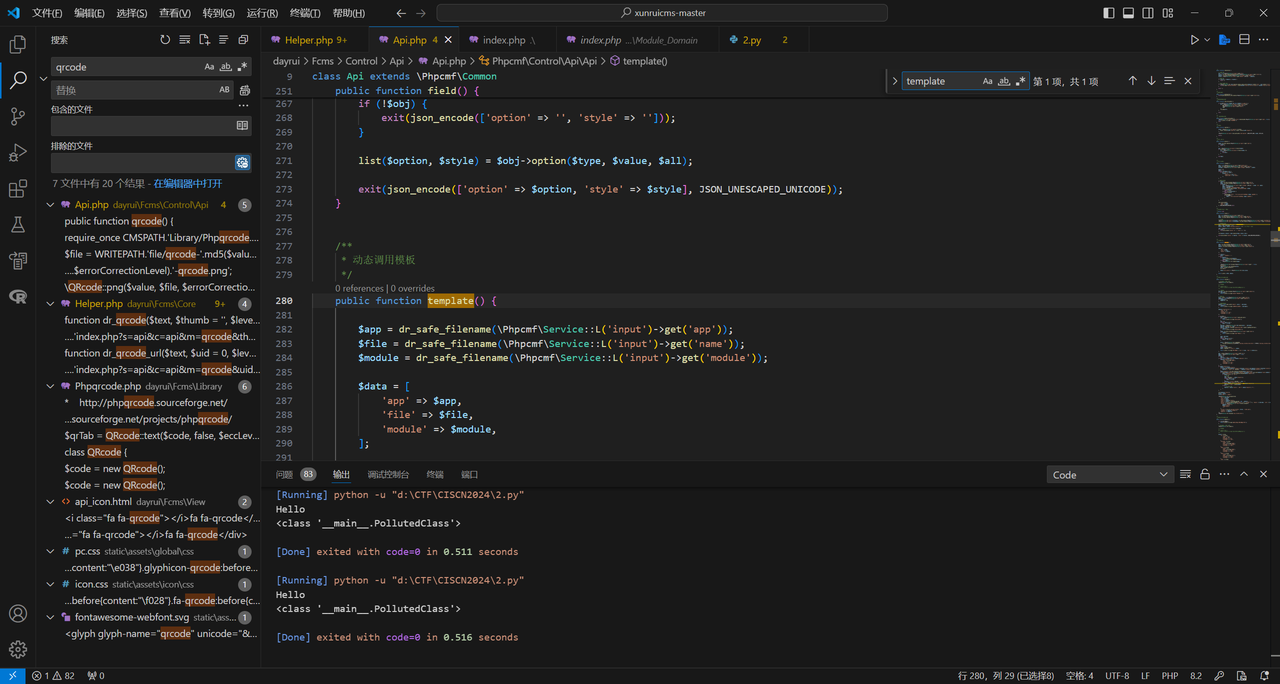 文件(F) 编辑(E) 选择(S) 查看(V) 转到(G) 运行(R) 终端(T) 帮助(H) xunruicms-master
搜索
qrcode
Aa ab
替换
AB
包含的文件
排除的文件
7 文件中有 20 个结果 - 在编辑器中打开
Api.php dayrui\Fcms\Control\Api 4 5
public function qrcode() {
require_once CMSPATH.'Library/Phpqrcode....
$file = WRITEPATH.'file/qrcode-'.md5($valu...
....$errorCorrectionLevel).'-qrcode.png';
\QRcode::png($value, $file, $errorCorrectio...
Helper.php dayrui\Fcms\Core 9+ 4
function dr_qrcode($text, $thumb = '', $leve...
....'index.php?s=api&c=api&m=qrcode&th...
function dr_qrcode_url($text, $uid = 0, $lev...
....'index.php?s=api&c=api&m=qrcode&uid...
Phpqrcode.php dayrui\Fcms\Library 6
* http://phpqrcode.sourceforge.net/
...sourceforge.net/projects/phpqrcode/
$qrTab = QRcode::text($code, false, $eccLev...
class QRcode {
$code = new QRcode();
$code = new QRcode();
api_icon.html dayrui\Fcms\View 2
<i class="fa fa-qrcode"></i>fa fa-qrcode</...
...="fa fa-qrcode"></i>fa fa-qrcode</div>
pc.css static\assets\global\css 1
...content:"\e038"}.glyphicon-qrcode:before...
icon.css static\assets\icon\css 1
...before{content:"\f028"}.fa-qrcode:before{c...
fontawesome-webfont.svg static\ass... 1
<glyph glyph-name="qrcode" unicode="&...
Helper.php 9+ Api.php 4 index.php .\ index.php ...\Module_Domain 2.py 2
dayrui > Fcms > Control > Api > Api.php > Phpcmf\Control\Api\Api > template()
template Aa ab 第 1 项，共 1 项
9 class Api extends \Phpcmf\Common
251 public function field() {
267 if (!$obj) {
268 exit(json_encode(['option' => '', 'style' => '']));
269 }
270
271 list($option, $style) = $obj->option($type, $value, $all);
272
273 exit(json_encode(['option' => $option, 'style' => $style], JSON_UNESCAPED_UNICODE));
274 }
275
276
277 /**
278 * 动态调用模板
279 */
0 references | 0 overrides
280 public function template() {
281
282 $app = dr_safe_filename(\Phpcmf\Service::L('input')->get('app'));
283 $file = dr_safe_filename(\Phpcmf\Service::L('input')->get('name'));
284 $module = dr_safe_filename(\Phpcmf\Service::L('input')->get('module'));
285
286 $data = [
287 'app' => $app,
288 'file' => $file,
289 'module' => $module,
290 ];
291
问题 83 输出 调试控制台 终端 端口 Code
[Running] python -u "d:\CTF\CISCN2024\2.py"
Hello
<class '__main__.PollutedClass'>
[Done] exited with code=0 in 0.511 seconds
[Running] python -u "d:\CTF\CISCN2024\2.py"
Hello
<class '__main__.PollutedClass'>
[Done] exited with code=0 in 0.516 seconds
1 82 0 行 280，列 29 (已选择8) 空格: 4 UTF-8 LF PHP 8.2